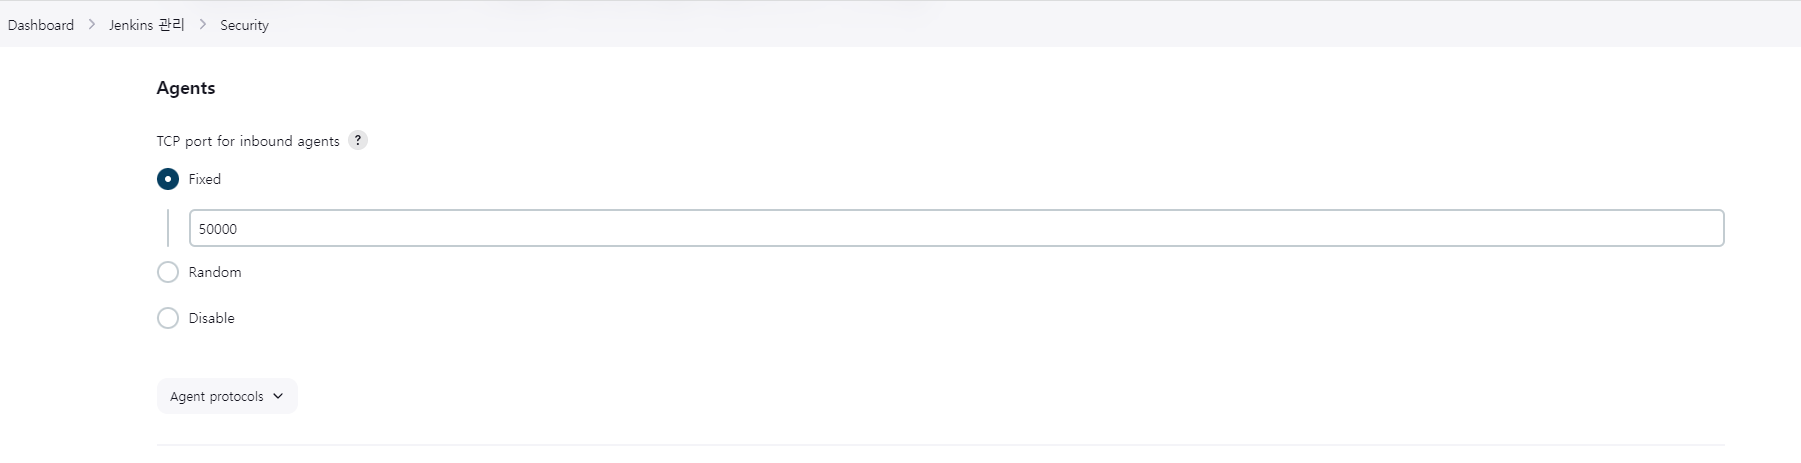 Dashboard > Jenkins 관리 > Security
Agents
TCP port for inbound agents ?
Fixed
50000
Random
Disable
Agent protocols